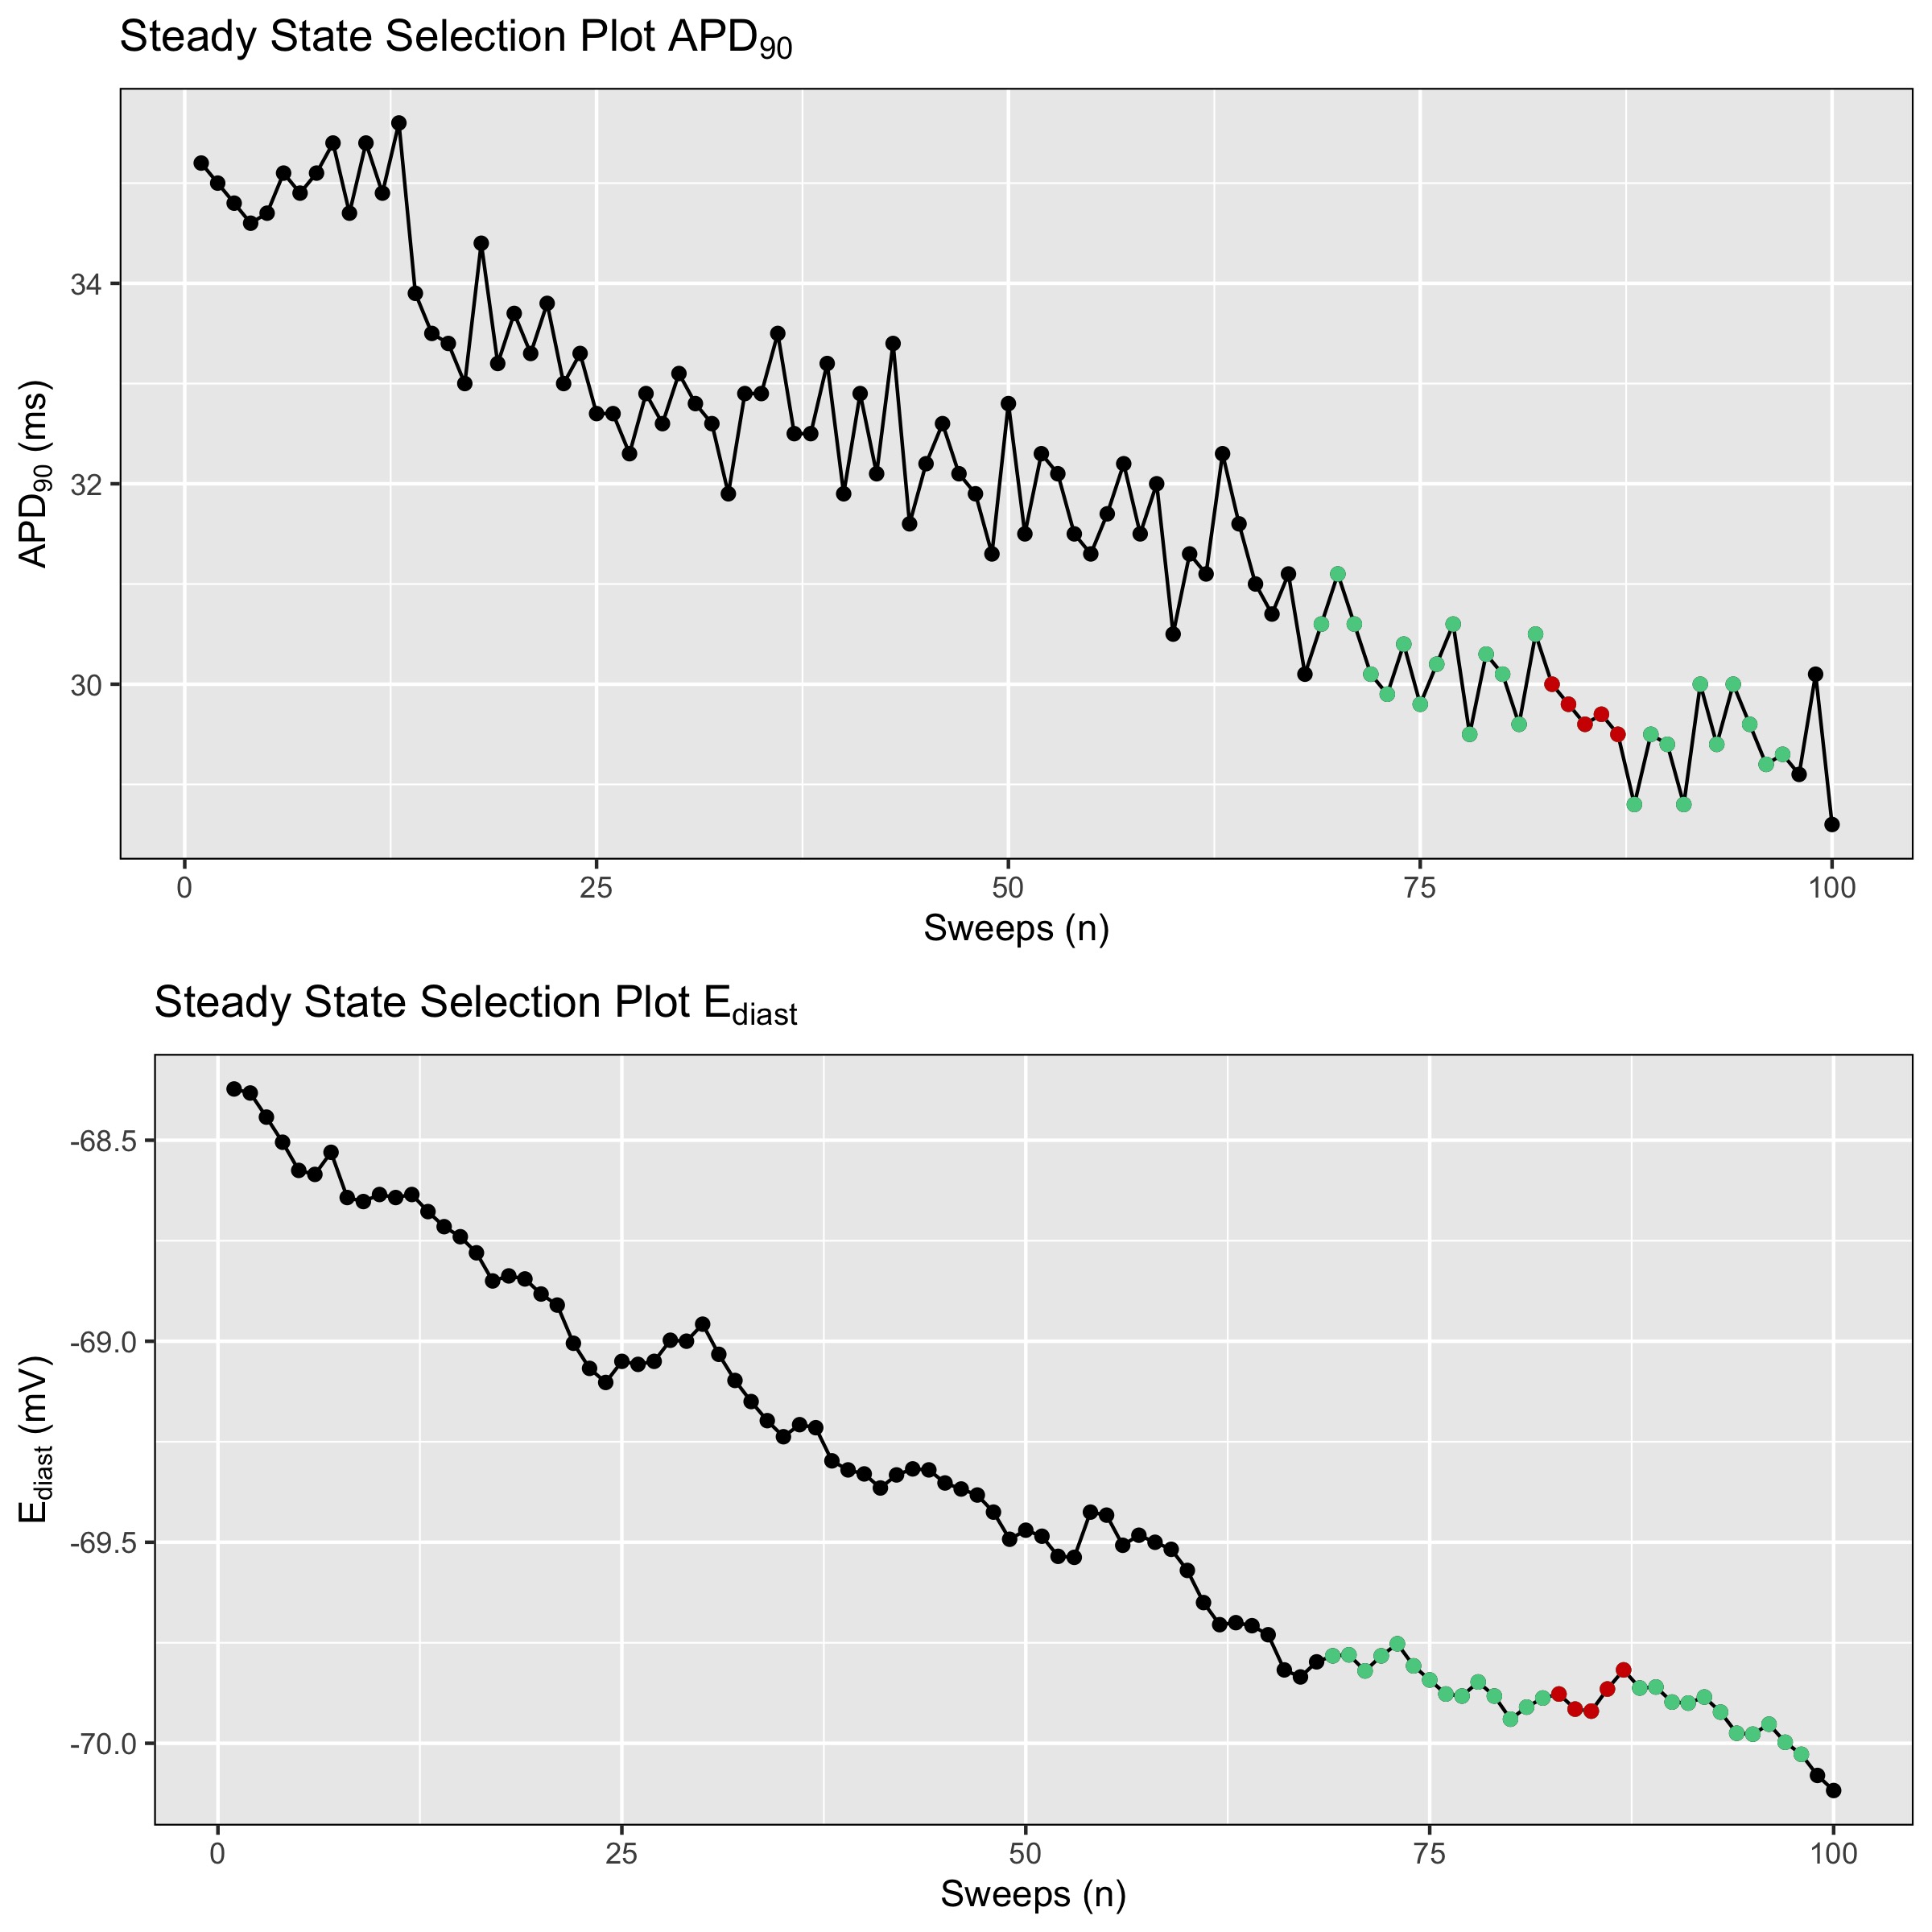 Steady State Selection Plot APD90
34
32
30
APD90 (ms)
0 25 50 75 100
Sweeps (n)
Steady State Selection Plot Ediast
-68.5
-69.0
-69.5
-70.0
Ediast (mV)
0 25 50 75 100
Sweeps (n)